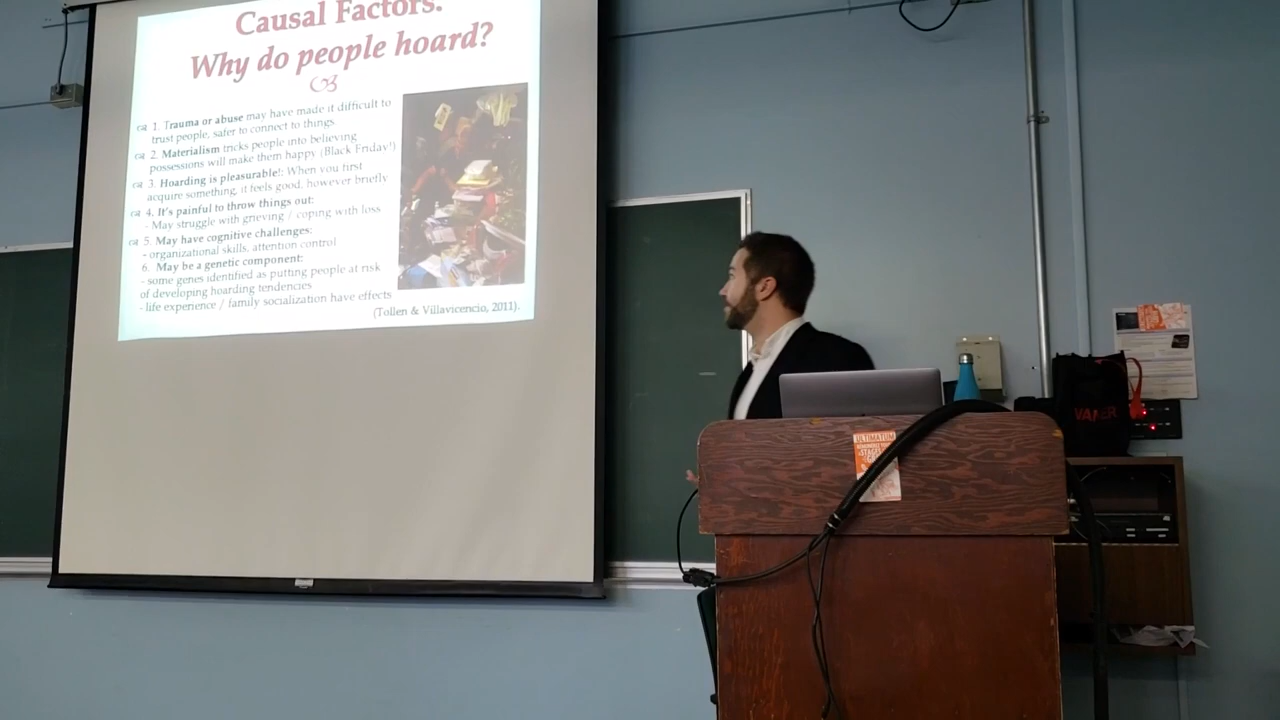 Causal Factors:
Why do people hoard?
1. Trauma or abuse may have made it difficult to
trust people, safer to connect to things
2. Materialism tricks people into believing
possessions will make them happy (Black Friday!)
3. Hoarding is pleasurable!: When you first
acquire something, it feels good, however briefly
4. It's painful to throw things out:
- May struggle with grieving / coping with loss
5. May have cognitive challenges:
- organizational skills, attention control
6. May be a genetic component:
- some genes identified as putting people at risk
of developing hoarding tendencies
- life experience / family socialization have effects
(Tollen & Villavicencio, 2011).
ULTIMATUM
STAGE